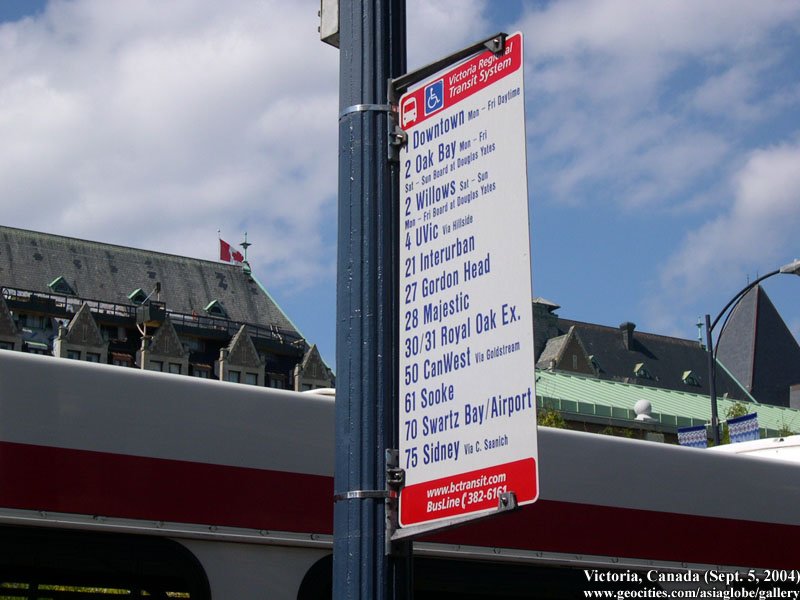 Victoria Regional
Transit System
1 Downtown Mon - Fri Daytime
2 Oak Bay Mon - Fri
Sat - Sun Board at Douglas Yates
2 Willows Sat - Sun
Mon - Fri Board at Douglas Yates
4 UVic Via Hillside
21 Interurban
27 Gordon Head
28 Majestic
30/31 Royal Oak Ex.
50 CanWest Via Goldstream
61 Sooke
70 Swartz Bay/Airport
75 Sidney Via C. Saanich
www.bctransit.com
BusLine 382-6161
Victoria, Canada (Sept. 5, 2004)
www.geocities.com/asiaglobe/gallery